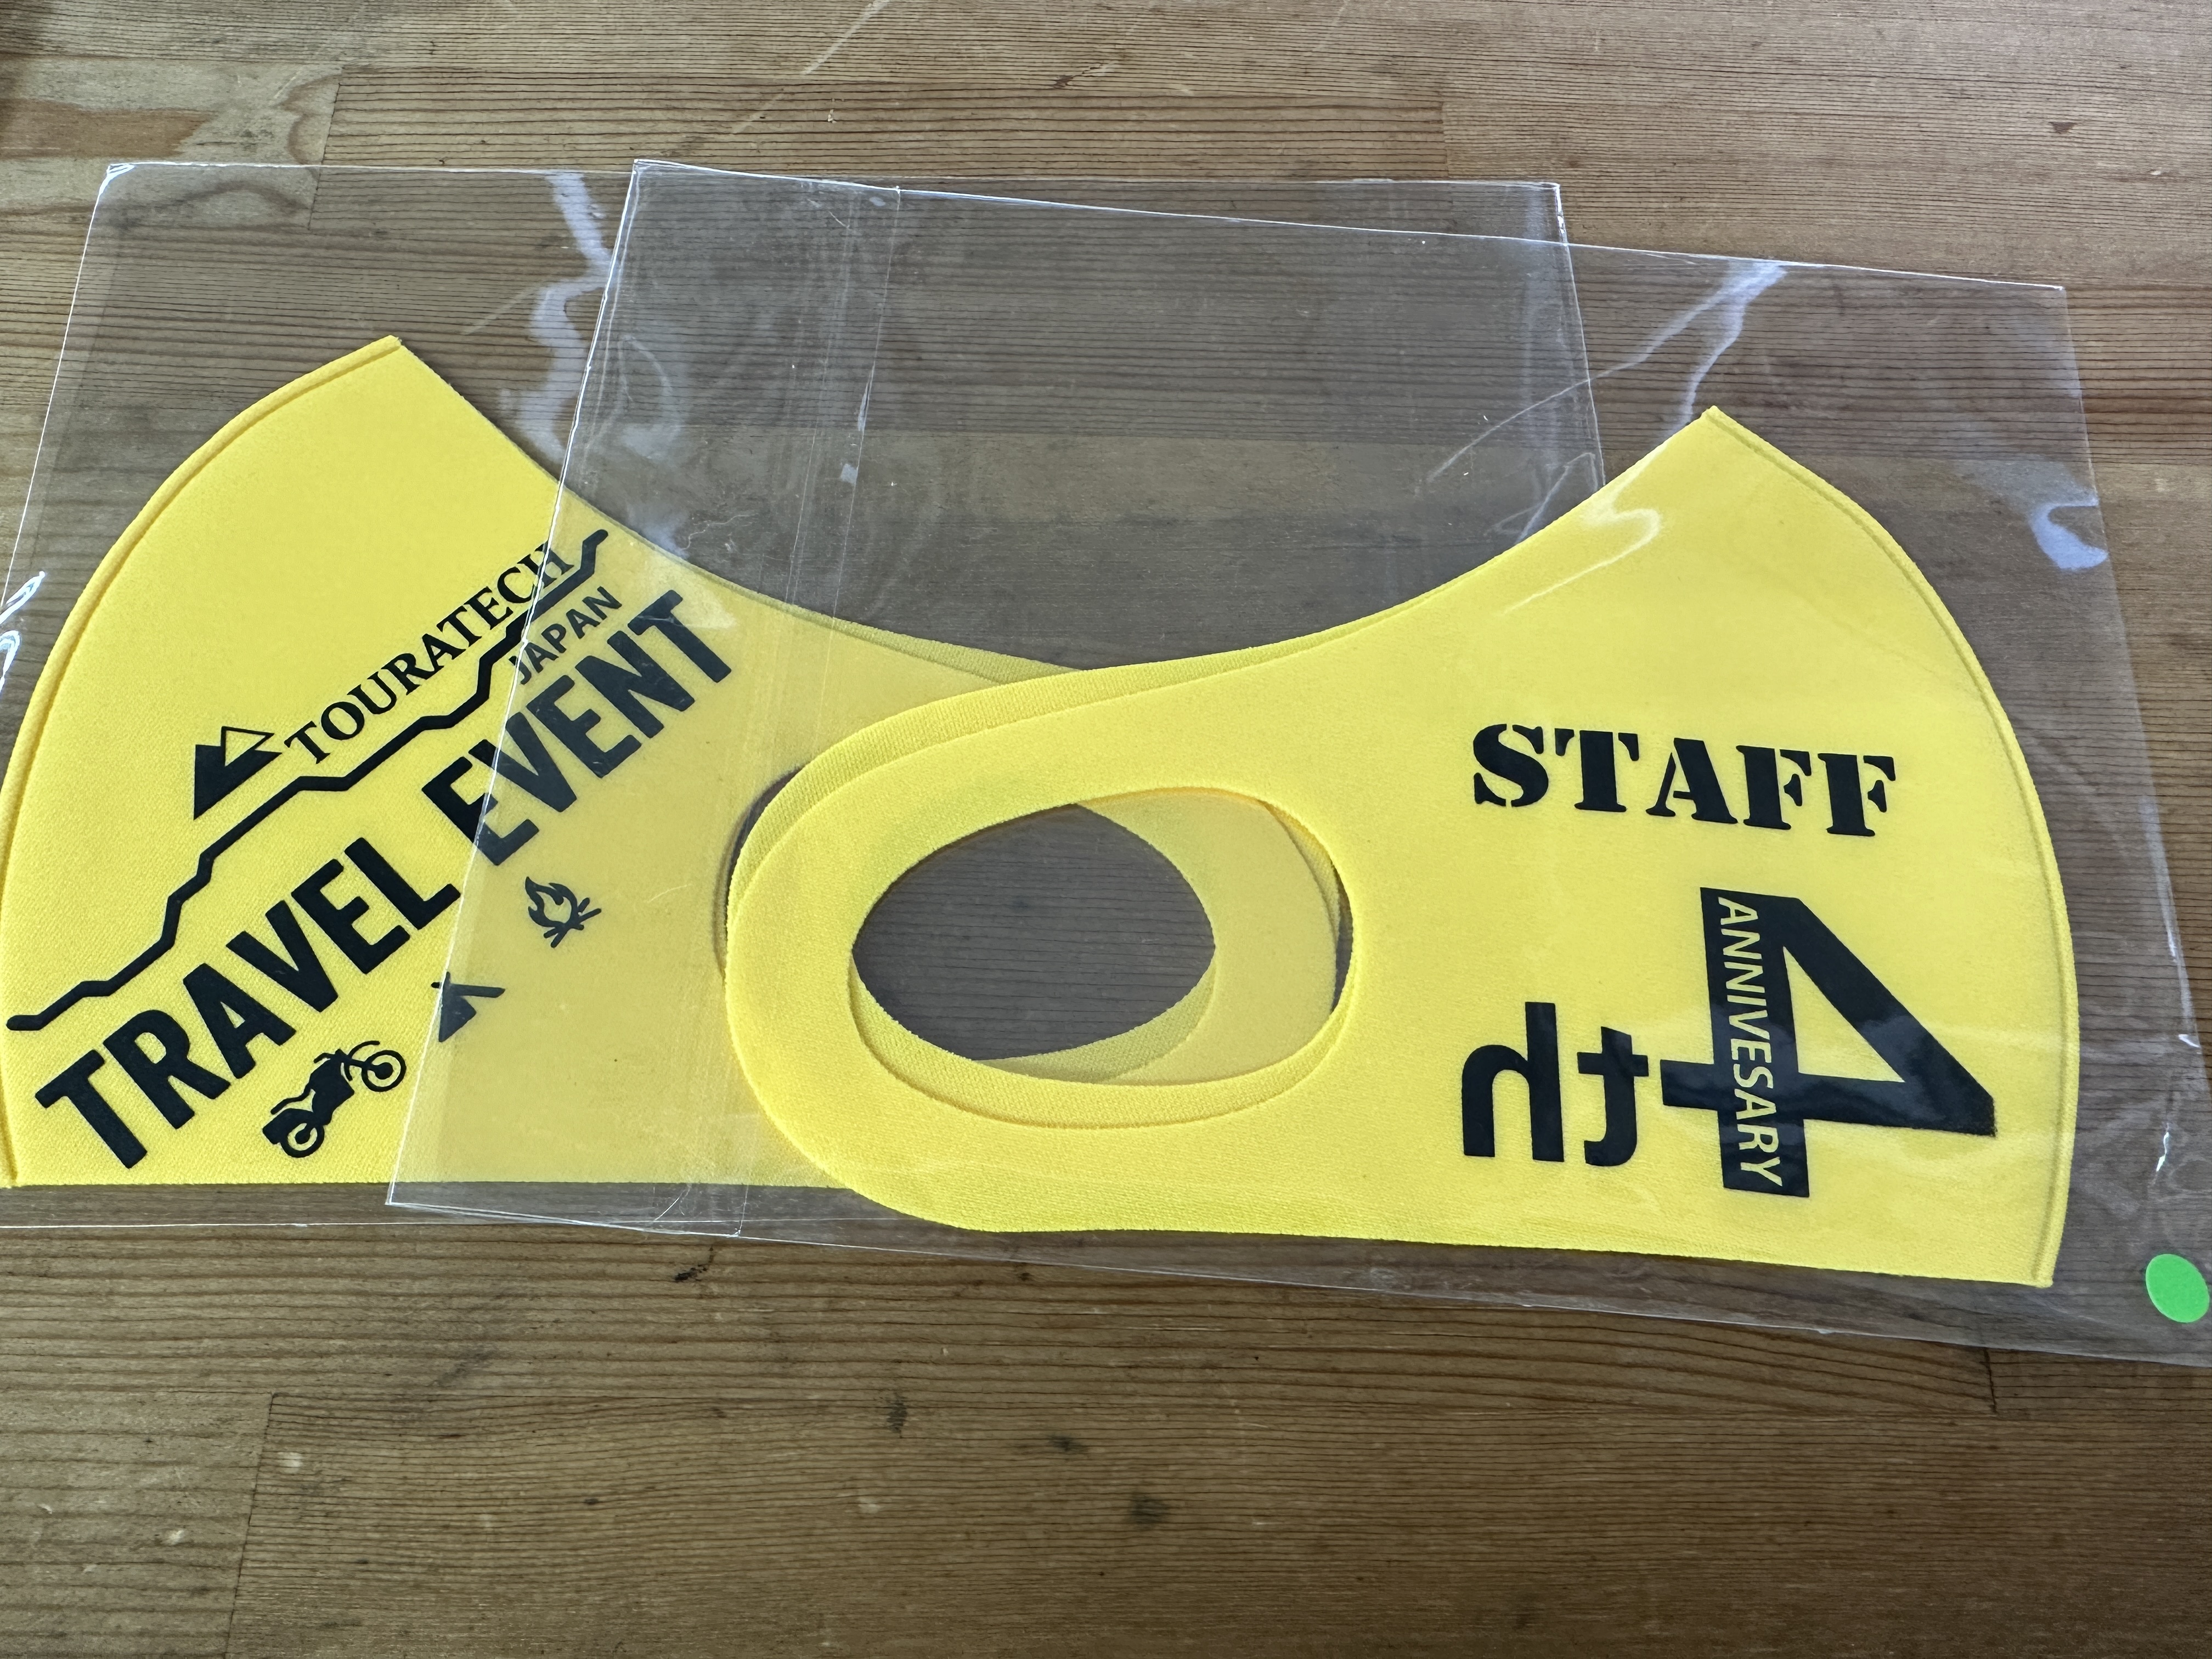 TOURATECH
JAPAN
TRAVEL EVENT
STAFF
4th
ANNIVESARY